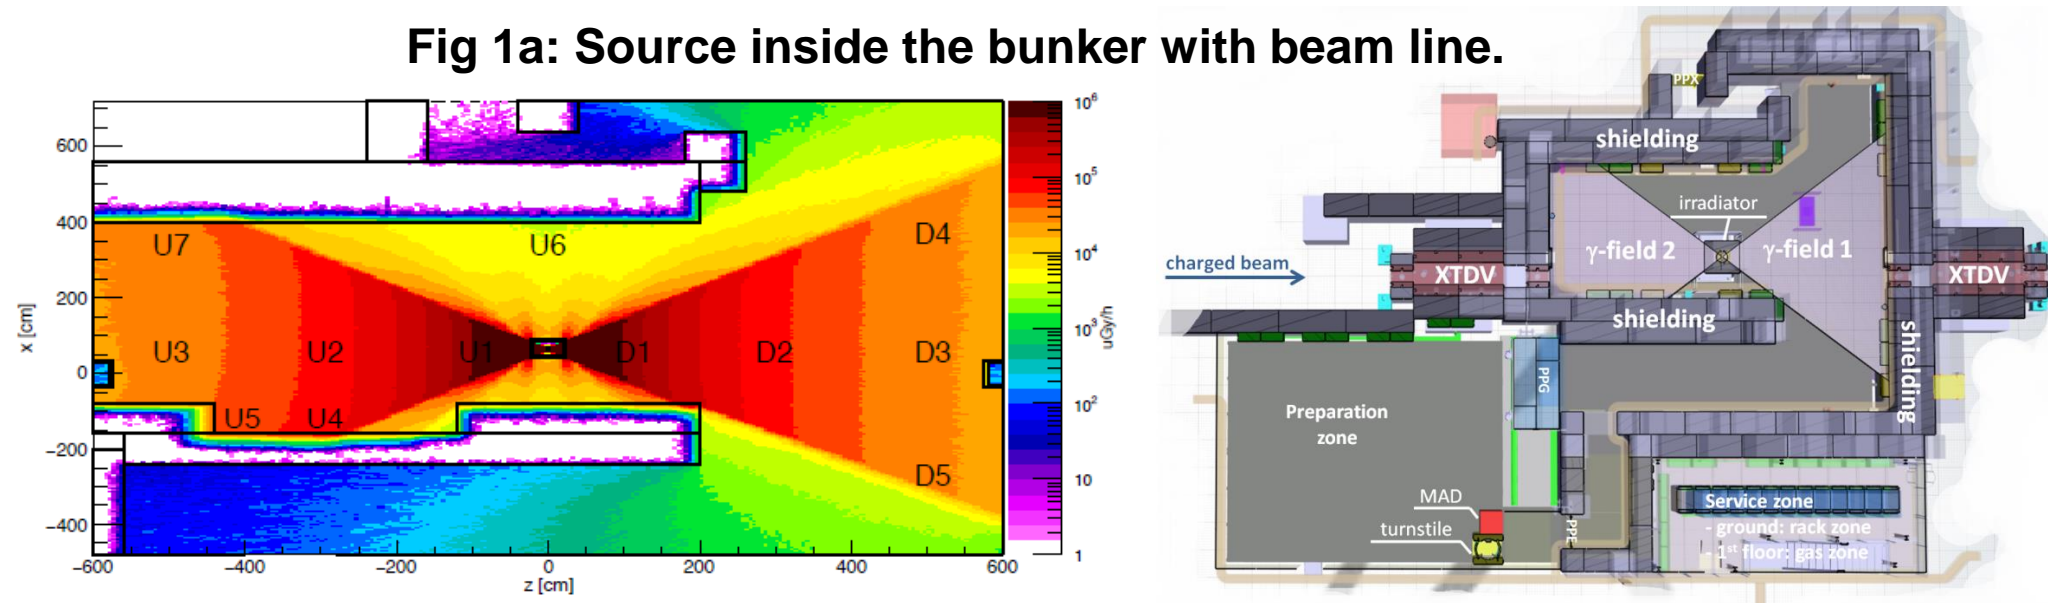 Fig 1a: Source inside the bunker with beam line.
600
400
200
0
−200
−400
x [cm]
U7
U6
D4
U3
U2
U1
D1
D2
D3
U5
U4
D5
−600
−400
−200
0
200
400
600
z [cm]
10⁶
10⁵
10⁴
10³
10²
10
1
uGy/h
PPX
shielding
irradiator
γ-field 2
γ-field 1
charged beam
XTDV
XTDV
shielding
shielding
PPG
Preparation
zone
MAD
turnstile
PPE
Service zone
- ground: rack zone
- 1st floor: gas zone